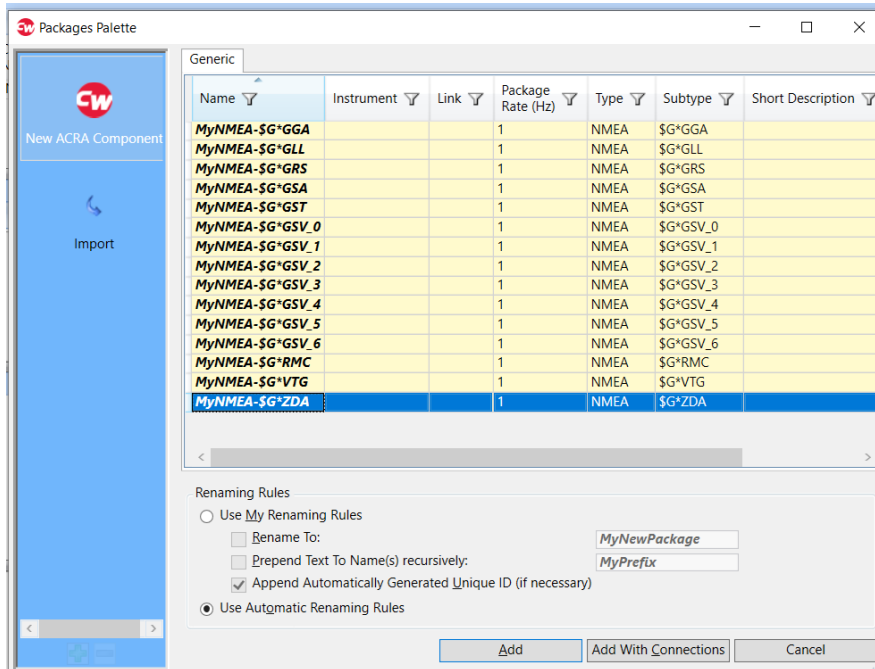 Packages Palette
CW
New ACRA Component
Import
Generic
Name Instrument Link Package Rate (Hz) Type Subtype Short Description
MyNMEA-$G*GGA 1 NMEA $G*GGA
MyNMEA-$G*GLL 1 NMEA $G*GLL
MyNMEA-$G*GRS 1 NMEA $G*GRS
MyNMEA-$G*GSA 1 NMEA $G*GSA
MyNMEA-$G*GST 1 NMEA $G*GST
MyNMEA-$G*GSV_0 1 NMEA $G*GSV_0
MyNMEA-$G*GSV_1 1 NMEA $G*GSV_1
MyNMEA-$G*GSV_2 1 NMEA $G*GSV_2
MyNMEA-$G*GSV_3 1 NMEA $G*GSV_3
MyNMEA-$G*GSV_4 1 NMEA $G*GSV_4
MyNMEA-$G*GSV_5 1 NMEA $G*GSV_5
MyNMEA-$G*GSV_6 1 NMEA $G*GSV_6
MyNMEA-$G*RMC 1 NMEA $G*RMC
MyNMEA-$G*VTG 1 NMEA $G*VTG
MyNMEA-$G*ZDA 1 NMEA $G*ZDA
Renaming Rules
Use My Renaming Rules
Rename To: MyNewPackage
Prepend Text To Name(s) recursively: MyPrefix
Append Automatically Generated Unique ID (if necessary)
Use Automatic Renaming Rules
Add Add With Connections Cancel